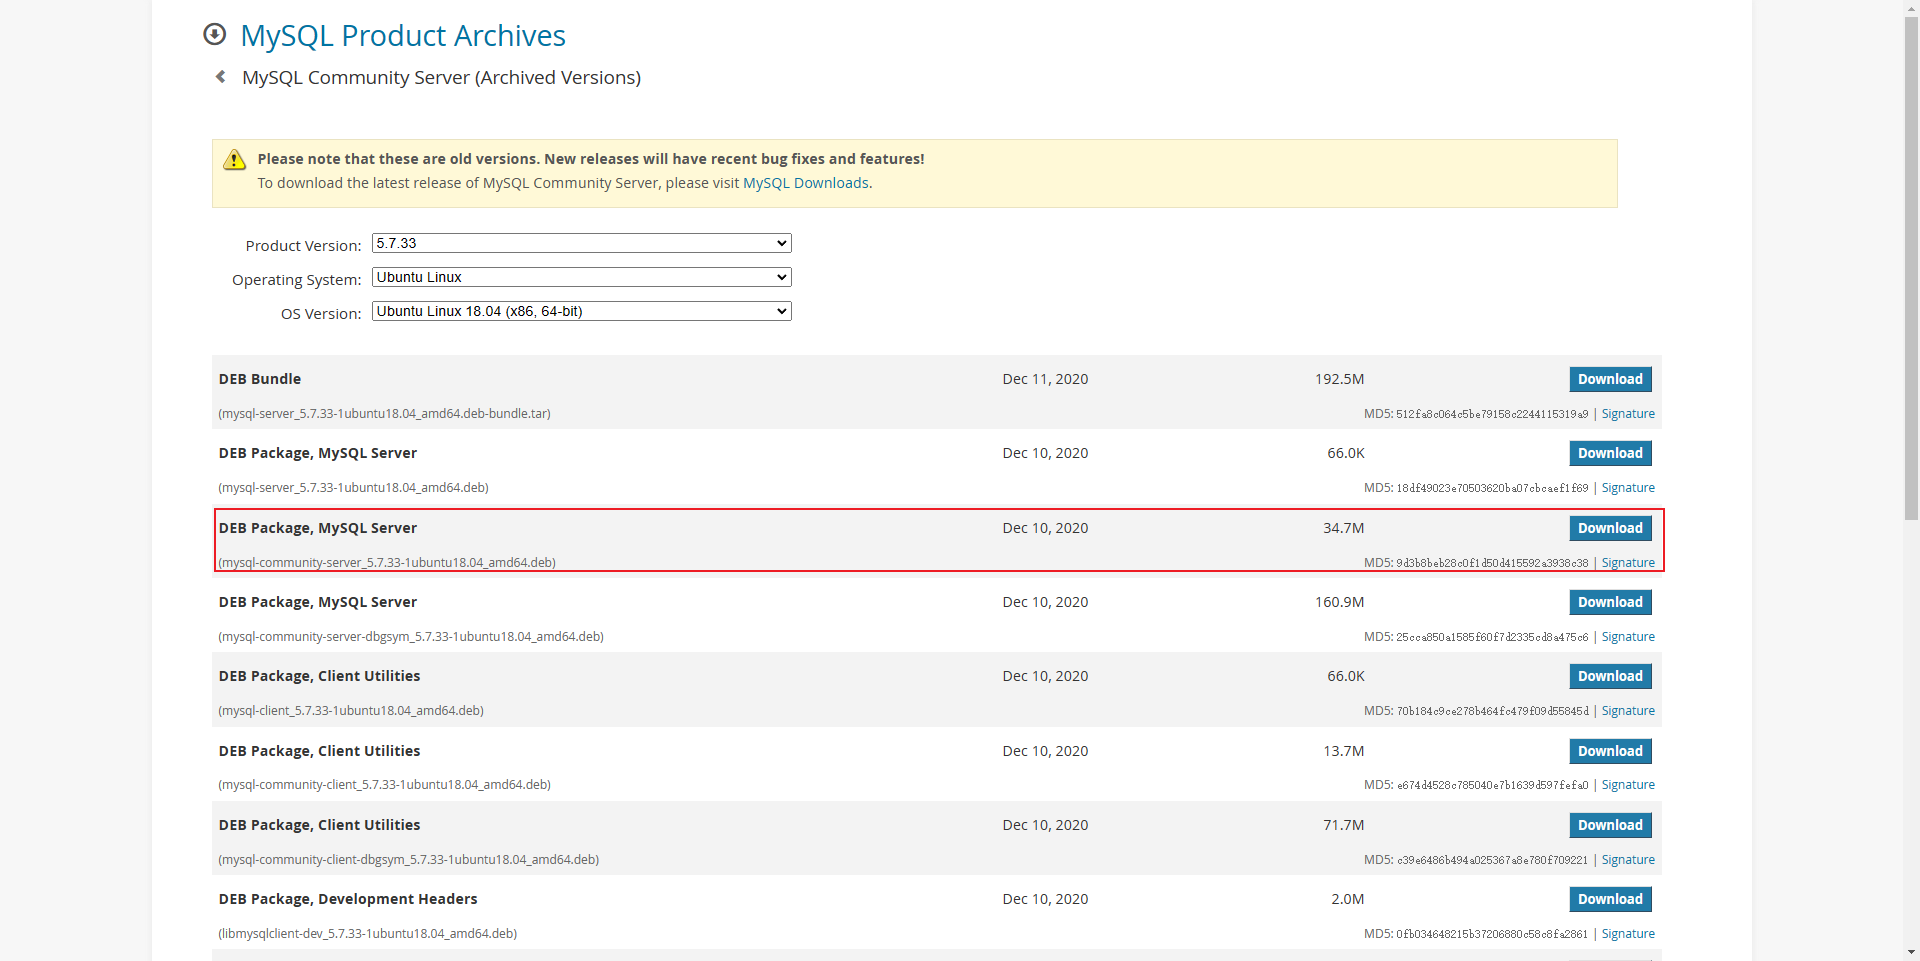 MySQL Product Archives
MySQL Community Server (Archived Versions)
Please note that these are old versions. New releases will have recent bug fixes and features!
To download the latest release of MySQL Community Server, please visit MySQL Downloads.
Product Version: 5.7.33
Operating System: Ubuntu Linux
OS Version: Ubuntu Linux 18.04 (x86, 64-bit)
DEB Bundle Dec 11, 2020 192.5M Download
(mysql-server_5.7.33-1ubuntu18.04_amd64.deb-bundle.tar) MD5: 512fa8c064c5be79158c2244115319a9 | Signature
DEB Package, MySQL Server Dec 10, 2020 66.0K Download
(mysql-server_5.7.33-1ubuntu18.04_amd64.deb) MD5: 18df49023e70503620ba07cbcaef1f69 | Signature
DEB Package, MySQL Server Dec 10, 2020 34.7M Download
(mysql-community-server_5.7.33-1ubuntu18.04_amd64.deb) MD5: 9d3b8beb28c0f1d50d415592a3938c38 | Signature
DEB Package, MySQL Server Dec 10, 2020 160.9M Download
(mysql-community-server-dbgsym_5.7.33-1ubuntu18.04_amd64.deb) MD5: 25cca850a1585f60f7d2335cd8a475c6 | Signature
DEB Package, Client Utilities Dec 10, 2020 66.0K Download
(mysql-client_5.7.33-1ubuntu18.04_amd64.deb) MD5: 70b184c9ce278b464fc479f09d55845d | Signature
DEB Package, Client Utilities Dec 10, 2020 13.7M Download
(mysql-community-client_5.7.33-1ubuntu18.04_amd64.deb) MD5: e674d4528c785040e7b1639d597fefa0 | Signature
DEB Package, Client Utilities Dec 10, 2020 71.7M Download
(mysql-community-client-dbgsym_5.7.33-1ubuntu18.04_amd64.deb) MD5: c39e6486b494a025367a8e780f709221 | Signature
DEB Package, Development Headers Dec 10, 2020 2.0M Download
(libmysqlclient-dev_5.7.33-1ubuntu18.04_amd64.deb) MD5: 0fb034648215b37206880c58c8fa2861 | Signature